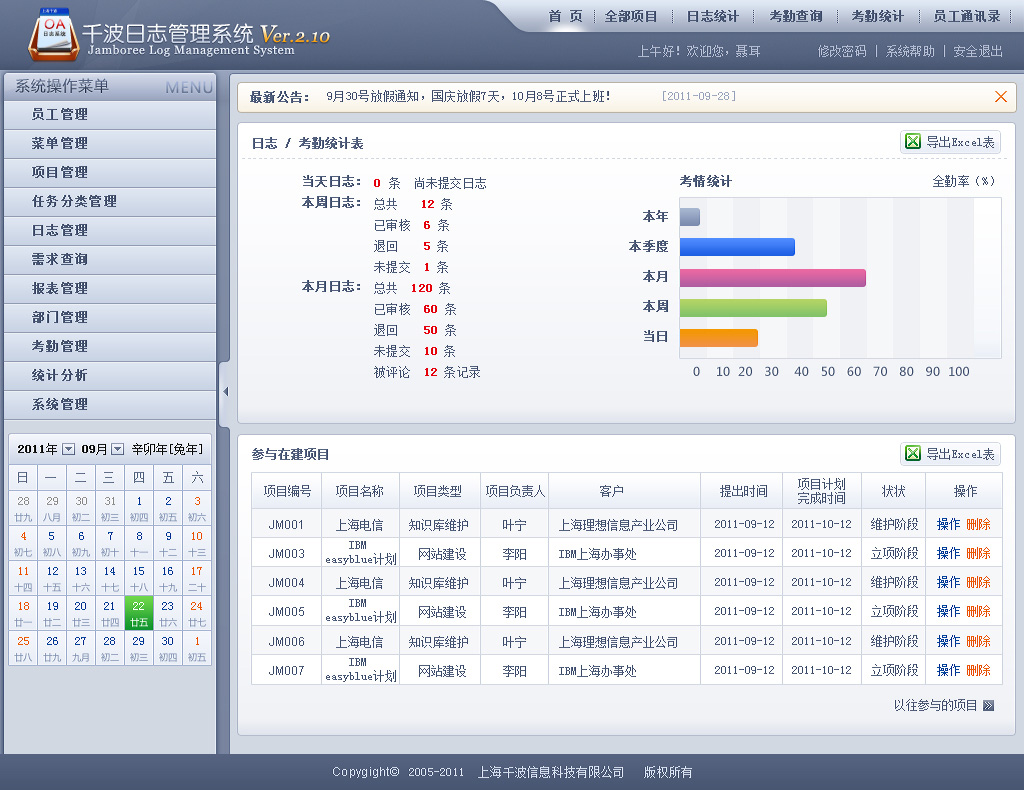 上海千波
OA
日志系统
千波日志管理系统 Ver.2.10
Jamboree Log Management System
首 页 全部项目 日志统计 考勤查询 考勤统计 员工通讯录
上午好! 欢迎您, 聂耳 修改密码 | 系统帮助 | 安全退出
系统操作菜单 MENU
员工管理
菜单管理
项目管理
任务分类管理
日志管理
需求查询
报表管理
部门管理
考勤管理
统计分析
系统管理
2011年 09月 辛卯年[兔年]
日 一 二 三 四 五 六
28 29 30 31 1 2 3
廿九 八月 初二 初三 初四 初五 初六
4 5 6 7 8 9 10
初七 初八 初九 初十 十一 十二 十三
11 12 13 14 15 16 17
十四 十五 十六 十七 十八 十九 二十
18 19 20 21 22 23 24
廿一 廿二 廿三 廿四 廿五 廿六 廿七
25 26 27 28 29 30 1
廿八 廿九 九月 初二 初三 初四 初五
最新公告: 9月30号放假通知, 国庆放假7天, 10月8号正式上班! [2011-09-28]
日志 / 考勤统计表 导出Excel表
当天日志: 0 条 尚未提交日志
本周日志: 总共 12 条
已审核 6 条
退回 5 条
未提交 1 条
本月日志: 总共 120 条
已审核 60 条
退回 50 条
未提交 10 条
被评论 12 条记录
考情统计 全勤率(%)
本年
本季度
本月
本周
当日
0 10 20 30 40 50 60 70 80 90 100
参与在建项目 导出Excel表
项目编号 项目名称 项目类型 项目负责人 客户 提出时间 项目计划完成时间 状状 操作
JM001 上海电信 知识库维护 叶宁 上海理想信息产业公司 2011-09-12 2011-10-12 维护阶段 操作 删除
JM003 IBM easyblue计划 网站建设 李阳 IBM上海办事处 2011-09-12 2011-10-12 立项阶段 操作 删除
JM004 上海电信 知识库维护 叶宁 上海理想信息产业公司 2011-09-12 2011-10-12 维护阶段 操作 删除
JM005 IBM easyblue计划 网站建设 李阳 IBM上海办事处 2011-09-12 2011-10-12 立项阶段 操作 删除
JM006 上海电信 知识库维护 叶宁 上海理想信息产业公司 2011-09-12 2011-10-12 维护阶段 操作 删除
JM007 IBM easyblue计划 网站建设 李阳 IBM上海办事处 2011-09-12 2011-10-12 立项阶段 操作 删除
以往参与的项目
Copygight© 2005-2011 上海千波信息科技有限公司 版权所有